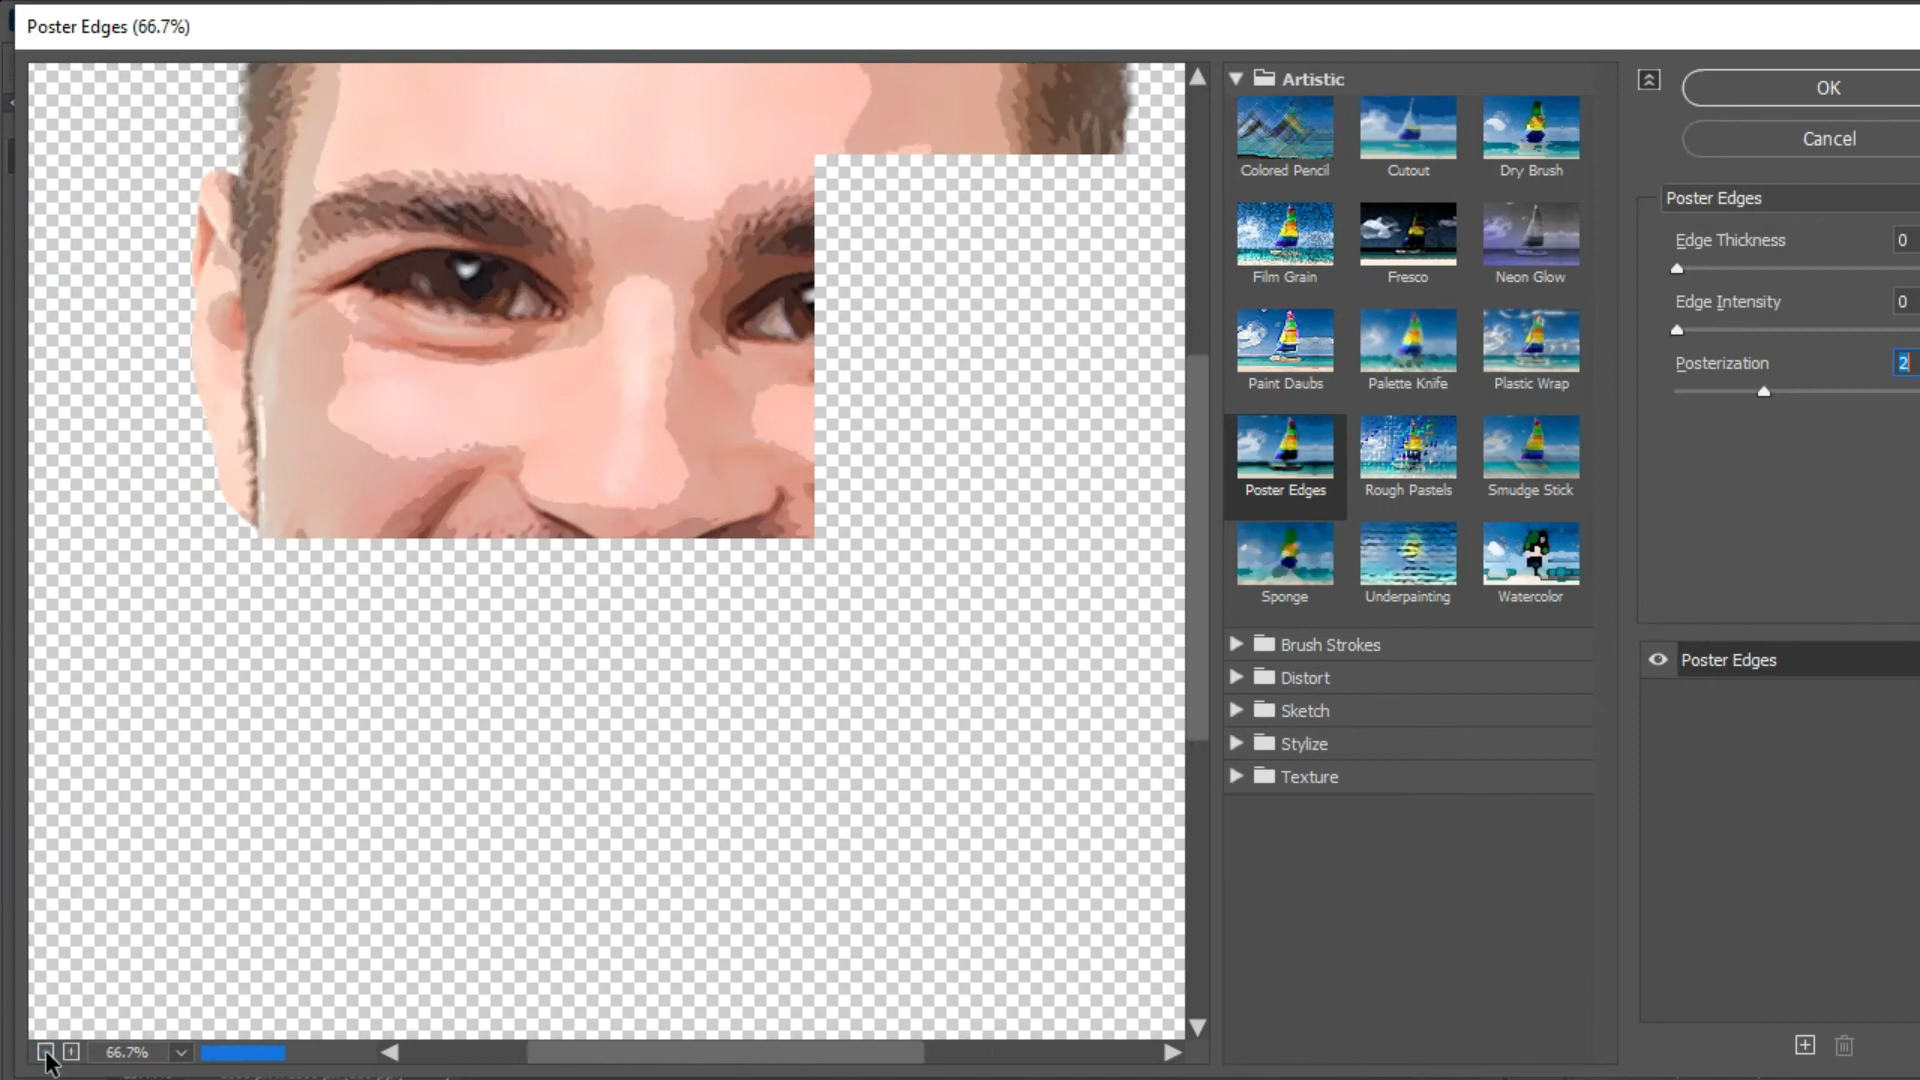 Poster Edges (66.7%)
Artistic
OK
Colored Pencil
Cutout
Dry Brush
Cancel
Poster Edges
Edge Thickness 0
Film Grain
Fresco
Neon Glow
Edge Intensity 0
Posterization 2
Paint Daubs
Palette Knife
Plastic Wrap
Poster Edges
Rough Pastels
Smudge Stick
Sponge
Underpainting
Watercolor
Brush Strokes
Poster Edges
Distort
Sketch
Stylize
Texture
66.7%